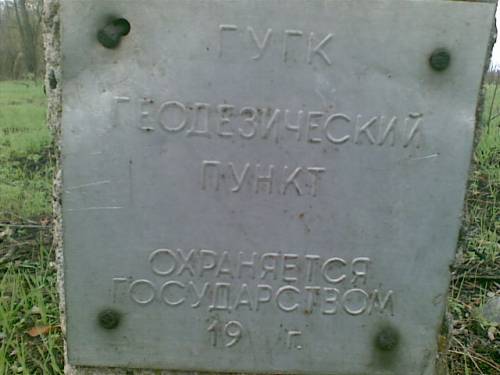 ГУГК
ГЕОДЕЗИЧЕСКИЙ
ПУНКТ
ОХРАНЯЕТСЯ
ГОСУДАРСТВОМ
19 г.